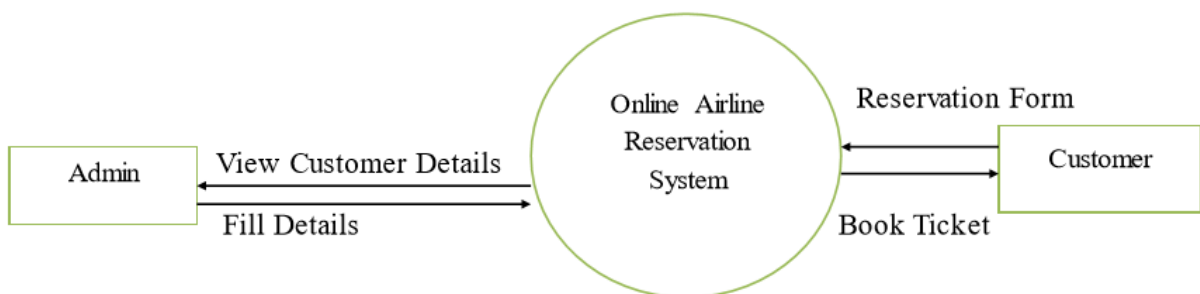 Online Airline
Reservation
System
Reservation Form
Customer
Admin
View Customer Details
Fill Details
Book Ticket